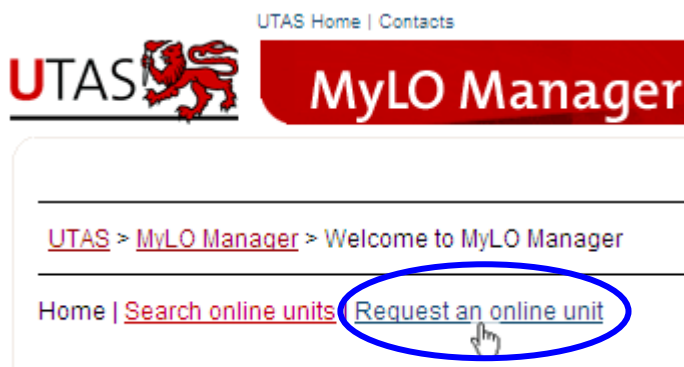 UTAS Home | Contacts
UTAS
MyLO Manager
UTAS > MyLO Manager > Welcome to MyLO Manager
Home | Search online units | Request an online unit